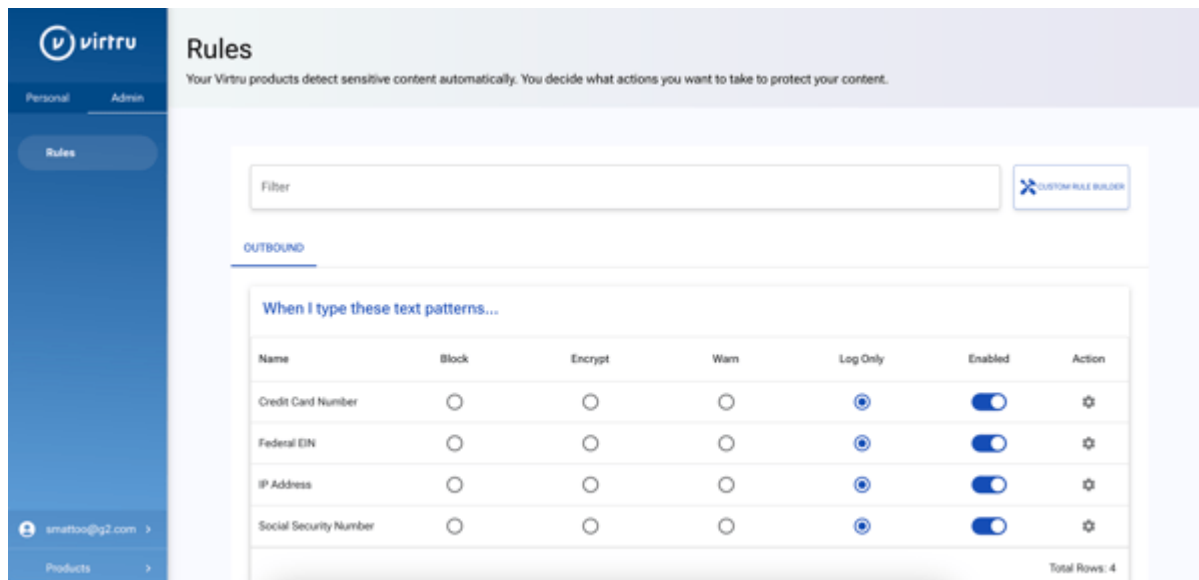 virtru
Personal Admin
Rules
smattoo@g2.com
Products
Rules
Your Virtru products detect sensitive content automatically. You decide what actions you want to take to protect your content.
Filter
CUSTOM RULE BUILDER
OUTBOUND
When I type these text patterns...
Name Block Encrypt Warn Log Only Enabled Action
Credit Card Number
Federal EIN
IP Address
Social Security Number
Total Rows: 4